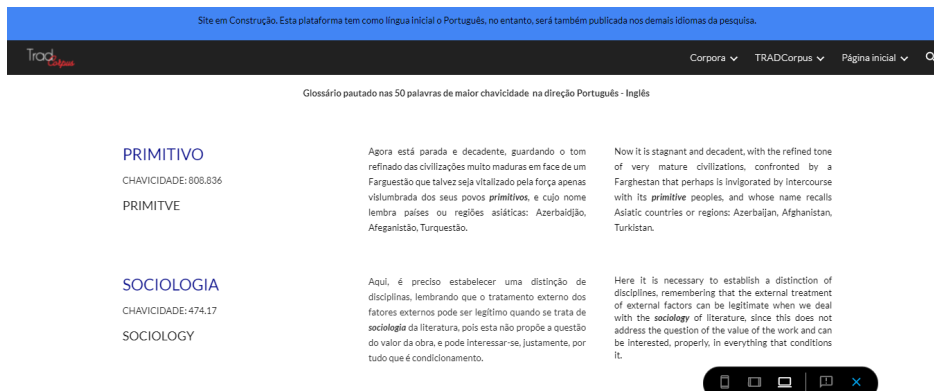 Site em Construção. Esta plataforma tem como língua inicial o Português, no entanto, será também publicada nos demais idiomas da pesquisa.
Trad Corpus
Corpora TRADCorpus Página inicial
Glossário pautado nas 50 palavras de maior chavicidade na direção Português - Inglês
PRIMITIVO
CHAVICIDADE: 808.836
PRIMITVE
Agora está parada e decadente, guardando o tom
refinado das civilizações muito maduras em face de um
Farguestão que talvez seja vitalizado pela força apenas
vislumbrada dos seus povos primitivos, e cujo nome
lembra países ou regiões asiáticas: Azerbaidjão,
Afeganistão, Turquestão.
Now it is stagnant and decadent, with the refined tone
of very mature civilizations, confronted by a
Farghestan that perhaps is invigorated by intercourse
with its primitive peoples, and whose name recalls
Asiatic countries or regions: Azerbaijan, Afghanistan,
Turkistan.
SOCIOLOGIA
CHAVICIDADE: 474.17
SOCIOLOGY
Aqui, é preciso estabelecer uma distinção de
disciplinas, lembrando que o tratamento externo dos
fatores externos pode ser legítimo quando se trata de
sociologia da literatura, pois esta não propõe a questão
do valor da obra, e pode interessar-se, justamente, por
tudo que é condicionamento.
Here it is necessary to establish a distinction of
disciplines, remembering that the external treatment
of external factors can be legitimate when we deal
with the sociology of literature, since this does not
address the question of the value of the work and can
be interested, properly, in everything that conditions
it.